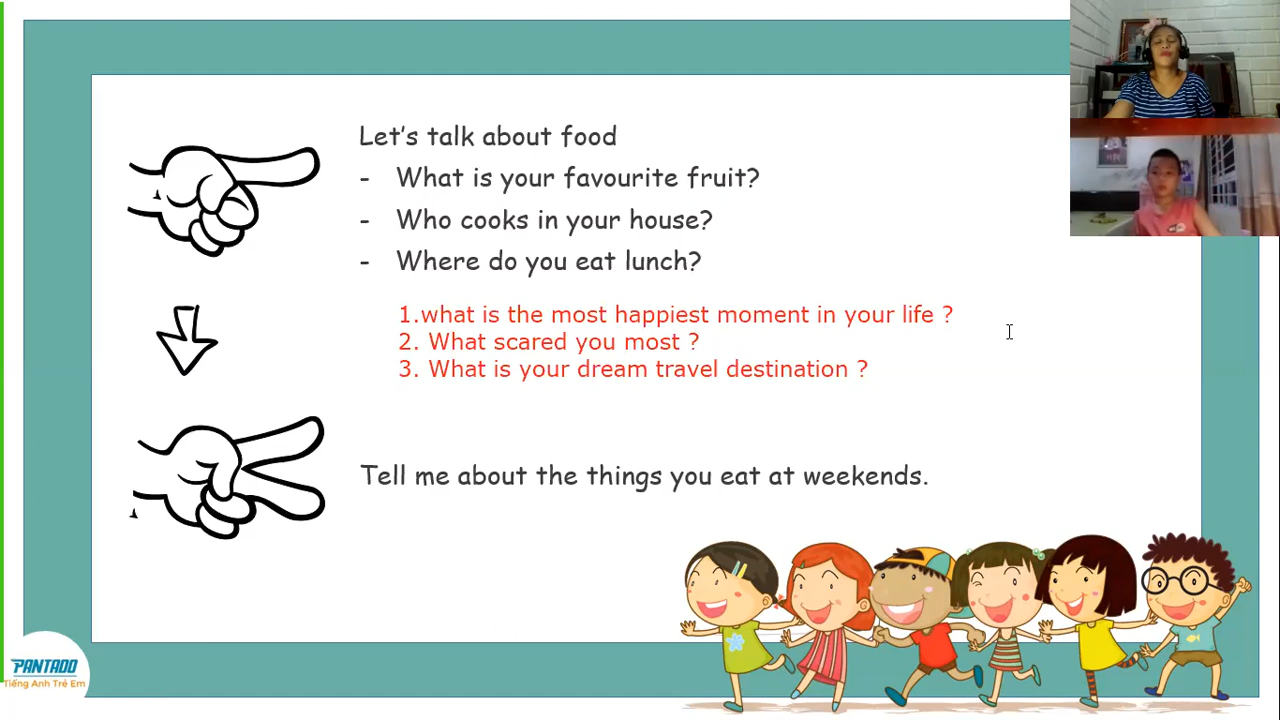 Let's talk about food
- What is your favourite fruit?
- Who cooks in your house?
- Where do you eat lunch?
1.what is the most happiest moment in your life ?
2. What scared you most ?
3. What is your dream travel destination ?
Tell me about the things you eat at weekends.
PANTADO
Tiếng Anh Trẻ Em